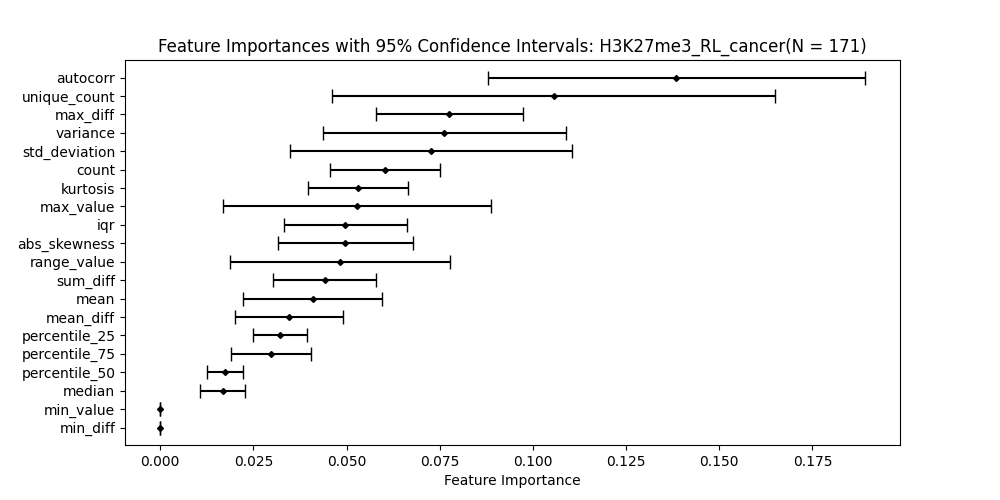 Feature Importances with 95% Confidence Intervals: H3K27me3_RL_cancer(N = 171)
autocorr
unique_count
max_diff
variance
std_deviation
count
kurtosis
max_value
iqr
abs_skewness
range_value
sum_diff
mean
mean_diff
percentile_25
percentile_75
percentile_50
median
min_value
min_diff
0.000 0.025 0.050 0.075 0.100 0.125 0.150 0.175
Feature Importance